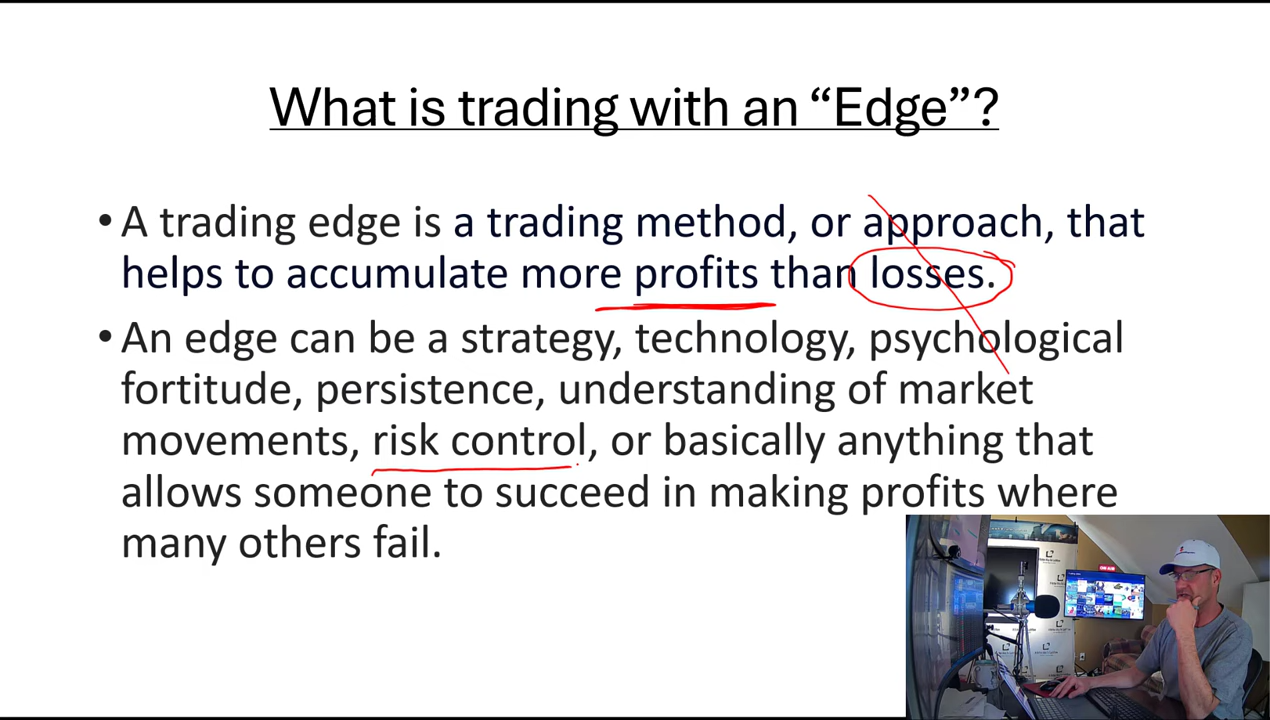 What is trading with an “Edge”?
• A trading edge is a trading method, or approach, that
helps to accumulate more profits than losses.
• An edge can be a strategy, technology, psychological
fortitude, persistence, understanding of market
movements, risk control, or basically anything that
allows someone to succeed in making profits where
many others fail.